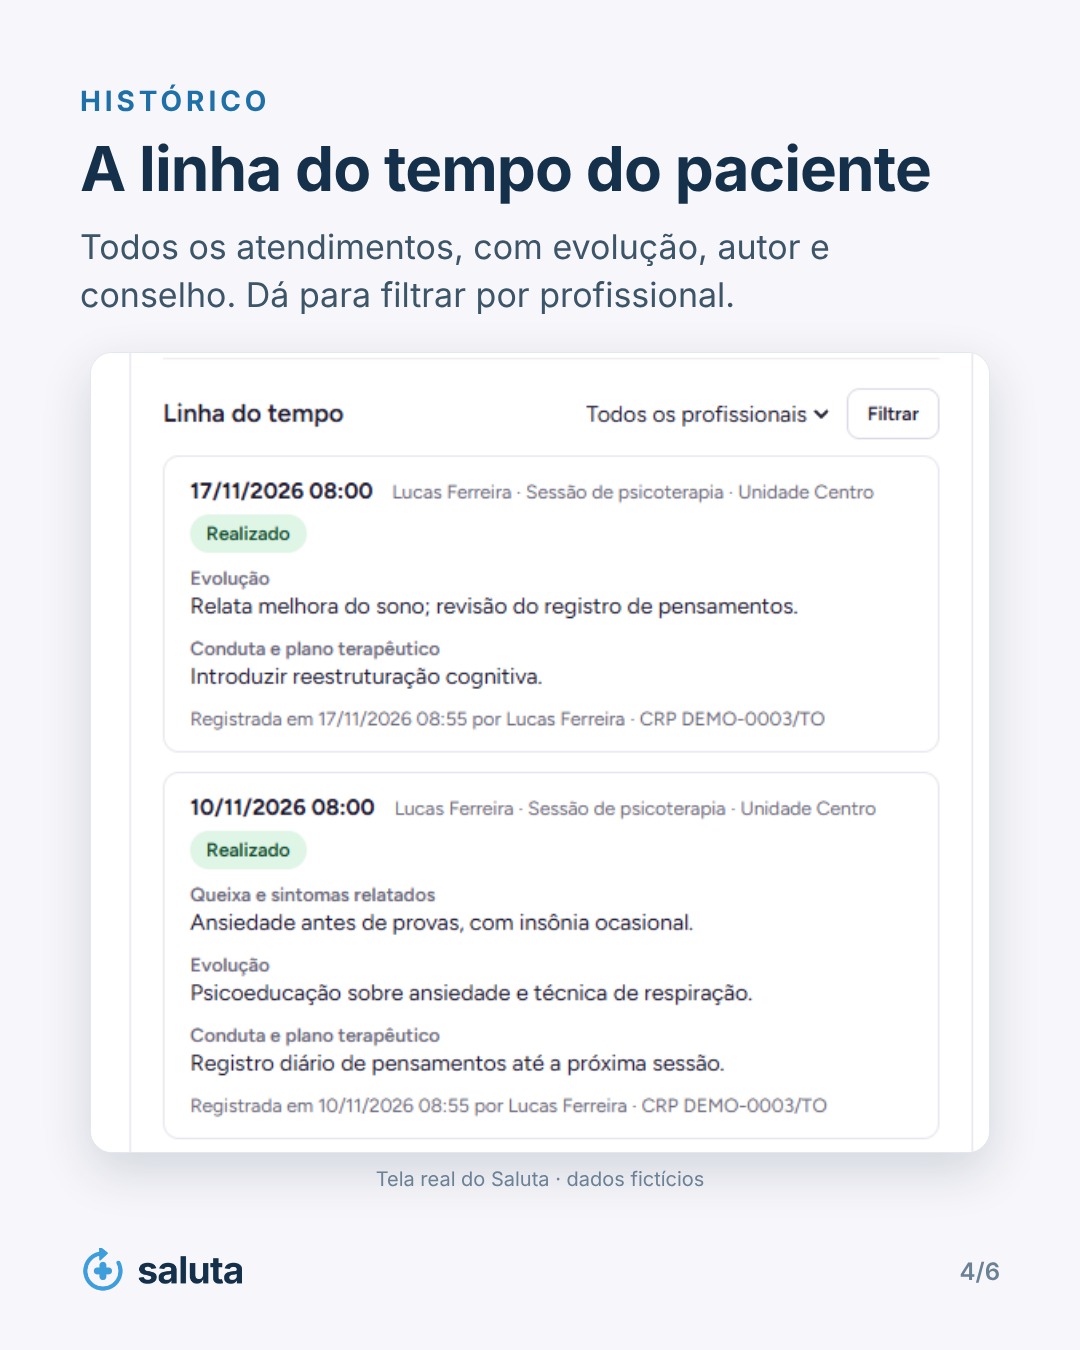 HISTÓRICO
A linha do tempo do paciente
Todos os atendimentos, com evolução, autor e
conselho. Dá para filtrar por profissional.
Linha do tempo
Todos os profissionais
Filtrar
17/11/2026 08:00 Lucas Ferreira · Sessão de psicoterapia · Unidade Centro
Realizado
Evolução
Relata melhora do sono; revisão do registro de pensamentos.
Conduta e plano terapêutico
Introduzir reestruturação cognitiva.
Registrada em 17/11/2026 08:55 por Lucas Ferreira · CRP DEMO-0003/TO
10/11/2026 08:00 Lucas Ferreira · Sessão de psicoterapia · Unidade Centro
Realizado
Queixa e sintomas relatados
Ansiedade antes de provas, com insônia ocasional.
Evolução
Psicoeducação sobre ansiedade e técnica de respiração.
Conduta e plano terapêutico
Registro diário de pensamentos até a próxima sessão.
Registrada em 10/11/2026 08:55 por Lucas Ferreira · CRP DEMO-0003/TO
Tela real do Saluta · dados fictícios
saluta
4/6